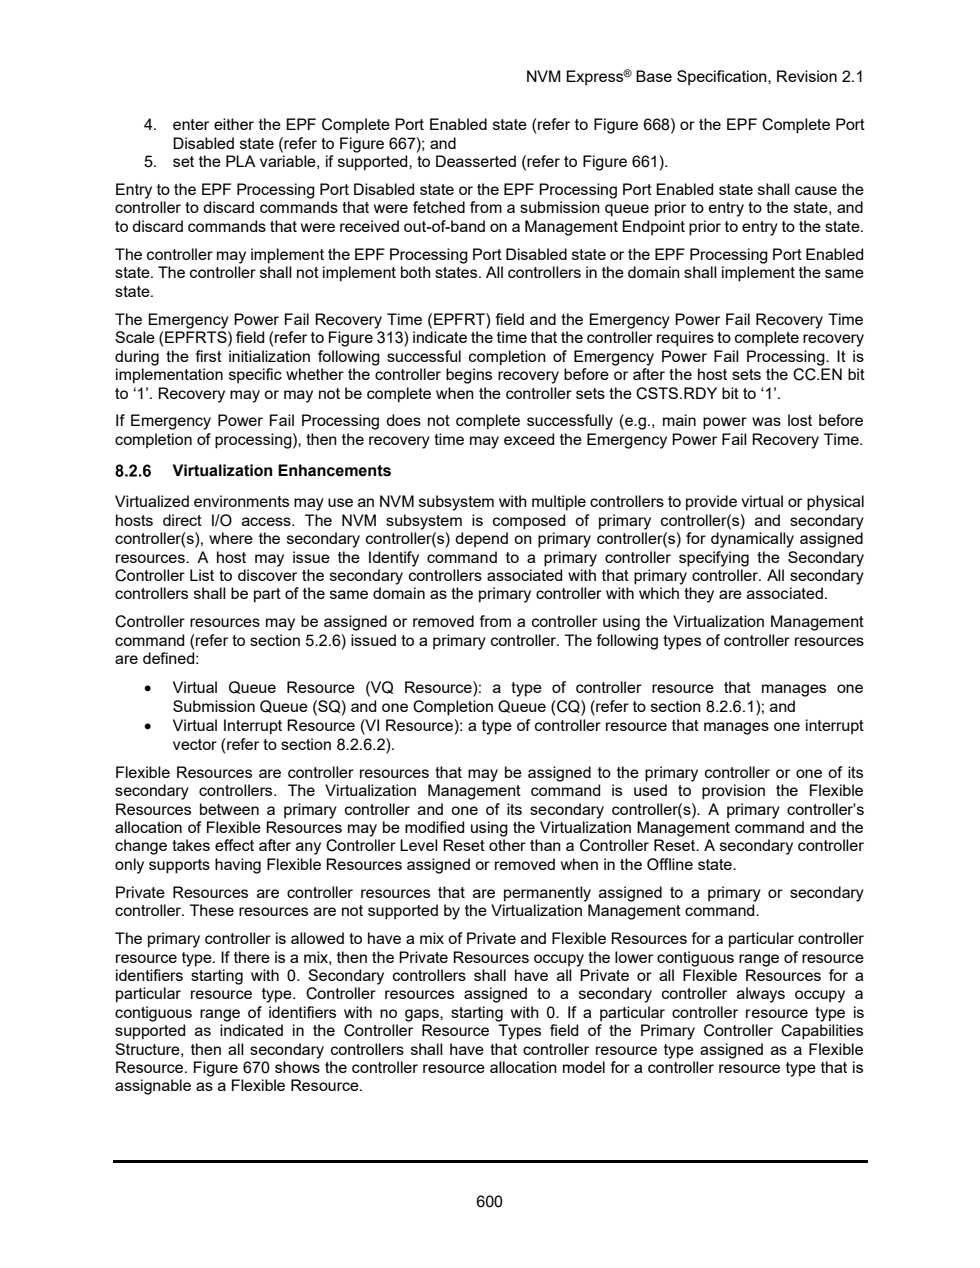 NVM Express® Base Specification, Revision 2.1
4. enter either the EPF Complete Port Enabled state (refer to Figure 668) or the EPF Complete Port
Disabled state (refer to Figure 667); and
5. set the PLA variable, if supported, to Deasserted (refer to Figure 661).
Entry to the EPF Processing Port Disabled state or the EPF Processing Port Enabled state shall cause the
controller to discard commands that were fetched from a submission queue prior to entry to the state, and
to discard commands that were received out-of-band on a Management Endpoint prior to entry to the state.
The controller may implement the EPF Processing Port Disabled state or the EPF Processing Port Enabled
state. The controller shall not implement both states. All controllers in the domain shall implement the same
state.
The Emergency Power Fail Recovery Time (EPFRT) field and the Emergency Power Fail Recovery Time
Scale (EPFRTS) field (refer to Figure 313) indicate the time that the controller requires to complete recovery
during the first initialization following successful completion of Emergency Power Fail Processing. It is
implementation specific whether the controller begins recovery before or after the host sets the CC.EN bit
to ‘1’. Recovery may or may not be complete when the controller sets the CSTS.RDY bit to ‘1’.
If Emergency Power Fail Processing does not complete successfully (e.g., main power was lost before
completion of processing), then the recovery time may exceed the Emergency Power Fail Recovery Time.
8.2.6 Virtualization Enhancements
Virtualized environments may use an NVM subsystem with multiple controllers to provide virtual or physical
hosts direct I/O access. The NVM subsystem is composed of primary controller(s) and secondary
controller(s), where the secondary controller(s) depend on primary controller(s) for dynamically assigned
resources. A host may issue the Identify command to a primary controller specifying the Secondary
Controller List to discover the secondary controllers associated with that primary controller. All secondary
controllers shall be part of the same domain as the primary controller with which they are associated.
Controller resources may be assigned or removed from a controller using the Virtualization Management
command (refer to section 5.2.6) issued to a primary controller. The following types of controller resources
are defined:
• Virtual Queue Resource (VQ Resource): a type of controller resource that manages one
Submission Queue (SQ) and one Completion Queue (CQ) (refer to section 8.2.6.1); and
• Virtual Interrupt Resource (VI Resource): a type of controller resource that manages one interrupt
vector (refer to section 8.2.6.2).
Flexible Resources are controller resources that may be assigned to the primary controller or one of its
secondary controllers. The Virtualization Management command is used to provision the Flexible
Resources between a primary controller and one of its secondary controller(s). A primary controller’s
allocation of Flexible Resources may be modified using the Virtualization Management command and the
change takes effect after any Controller Level Reset other than a Controller Reset. A secondary controller
only supports having Flexible Resources assigned or removed when in the Offline state.
Private Resources are controller resources that are permanently assigned to a primary or secondary
controller. These resources are not supported by the Virtualization Management command.
The primary controller is allowed to have a mix of Private and Flexible Resources for a particular controller
resource type. If there is a mix, then the Private Resources occupy the lower contiguous range of resource
identifiers starting with 0. Secondary controllers shall have all Private or all Flexible Resources for a
particular resource type. Controller resources assigned to a secondary controller always occupy a
contiguous range of identifiers with no gaps, starting with 0. If a particular controller resource type is
supported as indicated in the Controller Resource Types field of the Primary Controller Capabilities
Structure, then all secondary controllers shall have that controller resource type assigned as a Flexible
Resource. Figure 670 shows the controller resource allocation model for a controller resource type that is
assignable as a Flexible Resource.
600